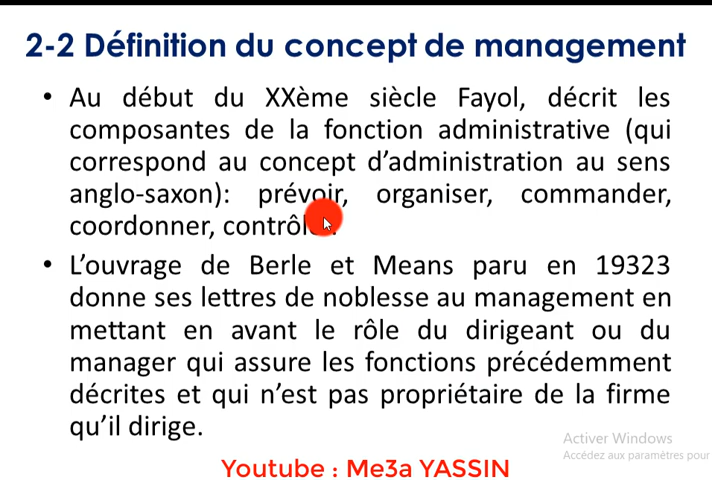 2-2 Définition du concept de management
• Au début du XXème siècle Fayol, décrit les
composantes de la fonction administrative (qui
correspond au concept d'administration au sens
anglo-saxon): prévoir, organiser, commander,
coordonner,
L'ouvrage de Berle et Means paru en 19323
donne ses lettres de noblesse au management en
mettant en avant le rôle du dirigeant ou du
manager qui assure les fonctions précédemment
décrites et qui n'est pas propriétaire de la firme
qu'il dirige.
Activer Windows
Accédez aux paramètres pour
Youtube : Me3a YASSIN